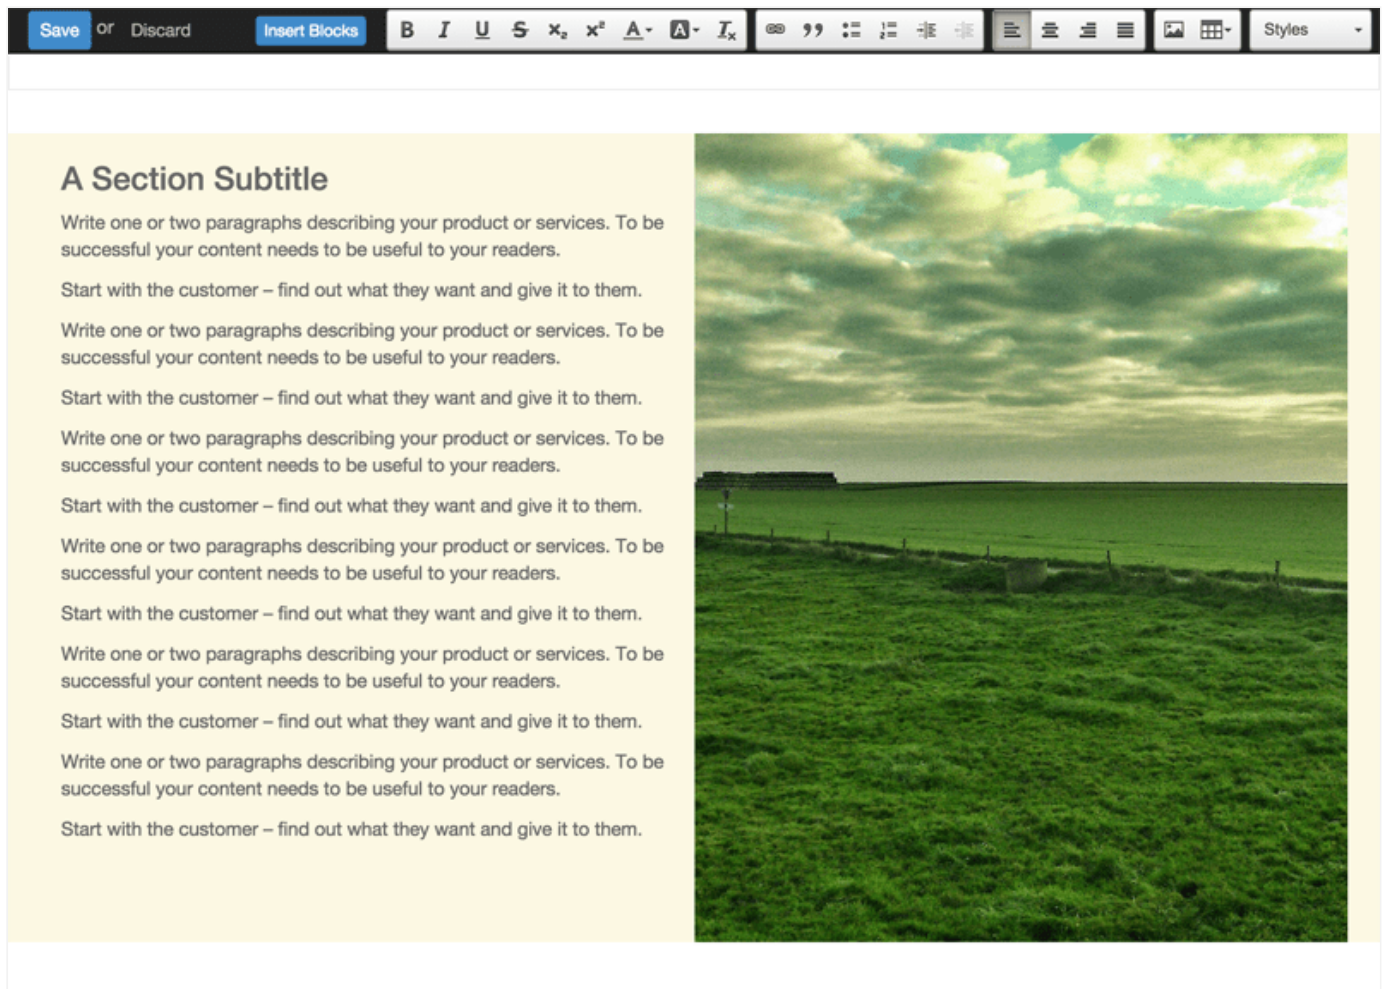 Save or Discard Insert Blocks B I U S x₂ x² A A Tx Styles
A Section Subtitle
Write one or two paragraphs describing your product or services. To be
successful your content needs to be useful to your readers.
Start with the customer – find out what they want and give it to them.
Write one or two paragraphs describing your product or services. To be
successful your content needs to be useful to your readers.
Start with the customer – find out what they want and give it to them.
Write one or two paragraphs describing your product or services. To be
successful your content needs to be useful to your readers.
Start with the customer – find out what they want and give it to them.
Write one or two paragraphs describing your product or services. To be
successful your content needs to be useful to your readers.
Start with the customer – find out what they want and give it to them.
Write one or two paragraphs describing your product or services. To be
successful your content needs to be useful to your readers.
Start with the customer – find out what they want and give it to them.
Write one or two paragraphs describing your product or services. To be
successful your content needs to be useful to your readers.
Start with the customer – find out what they want and give it to them.